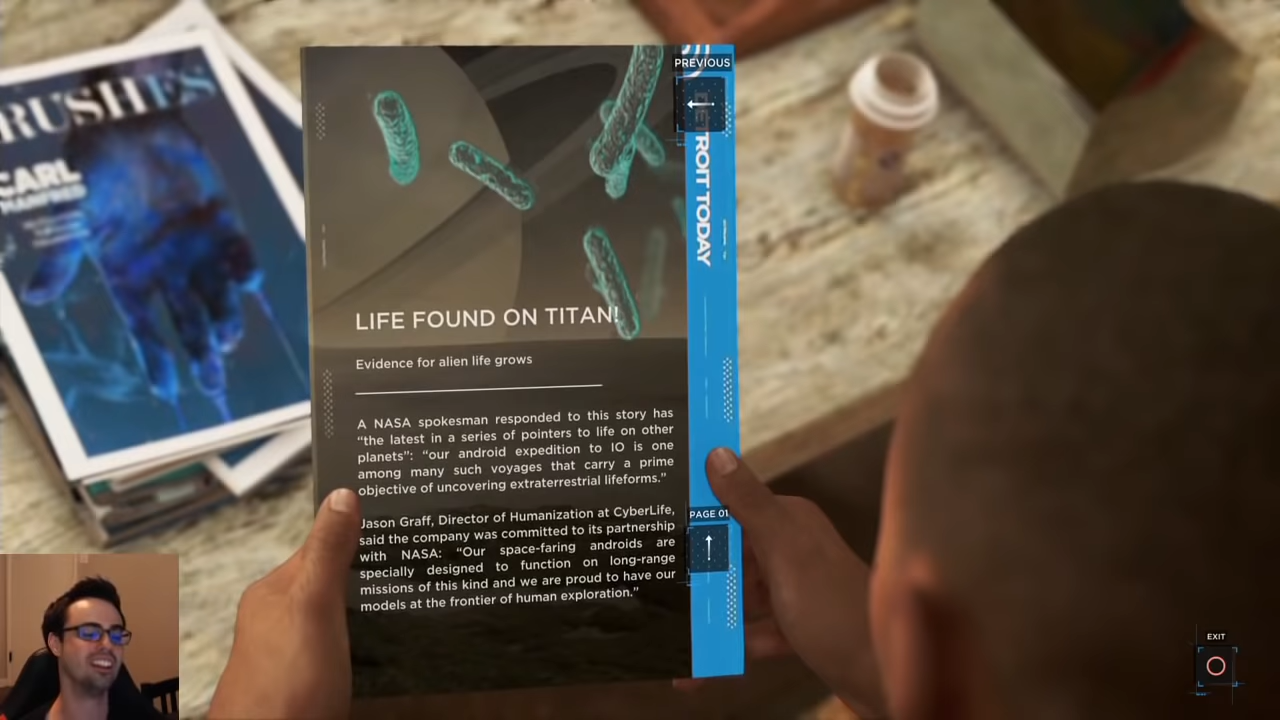 RUSHES
CARL
MANFRED
PREVIOUS
DETROIT TODAY
LIFE FOUND ON TITAN!
Evidence for alien life grows
A NASA spokesman responded to this story has
“the latest in a series of pointers to life on other
planets”: “our android expedition to IO is one
among many such voyages that carry a prime
objective of uncovering extraterrestrial lifeforms.”
Jason Graff, Director of Humanization at CyberLife,
said the company was committed to its partnership
with NASA: “Our space-faring androids are
specially designed to function on long-range
missions of this kind and we are proud to have our
models at the frontier of human exploration.”
PAGE 01
EXIT